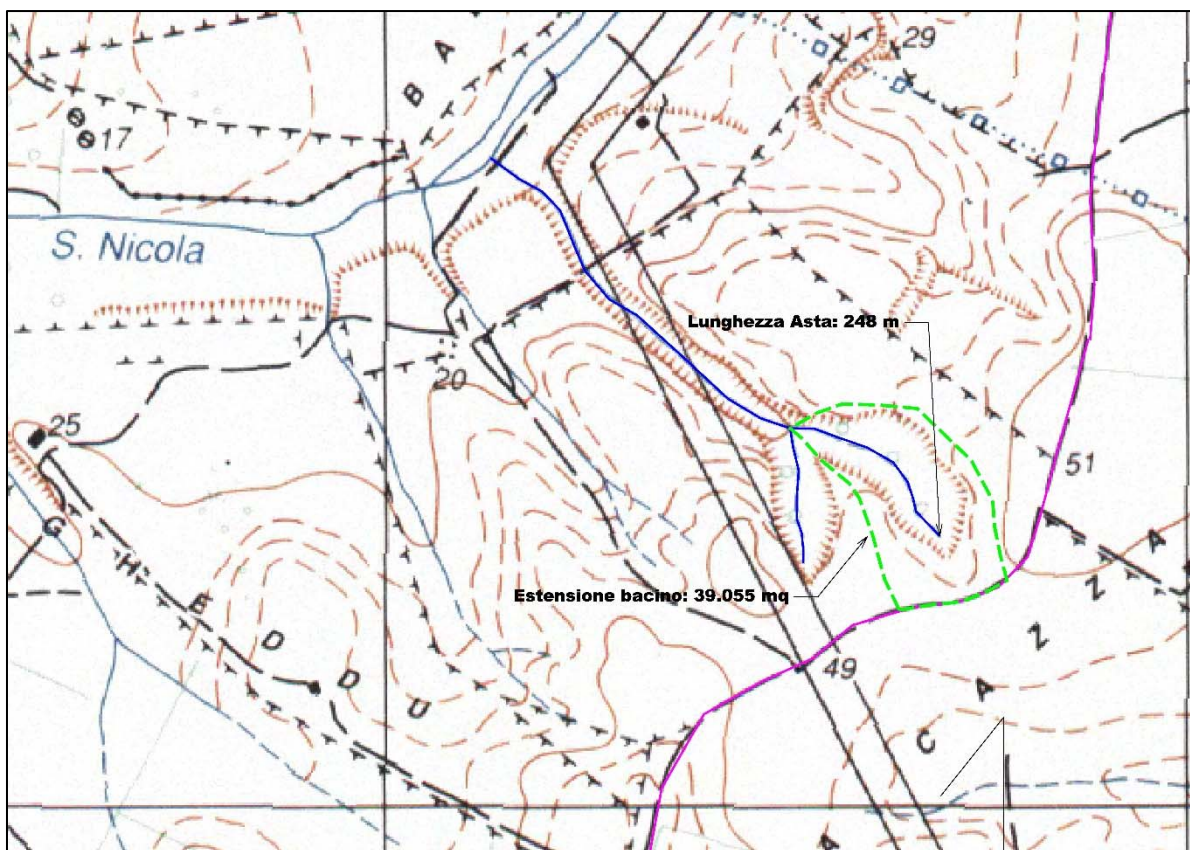 29
B A
17
S. Nicola
Lunghezza Asta: 248 m
20
25
51
G H E D D U
Estensione bacino: 39.055 mq
49
C A Z Z A
A